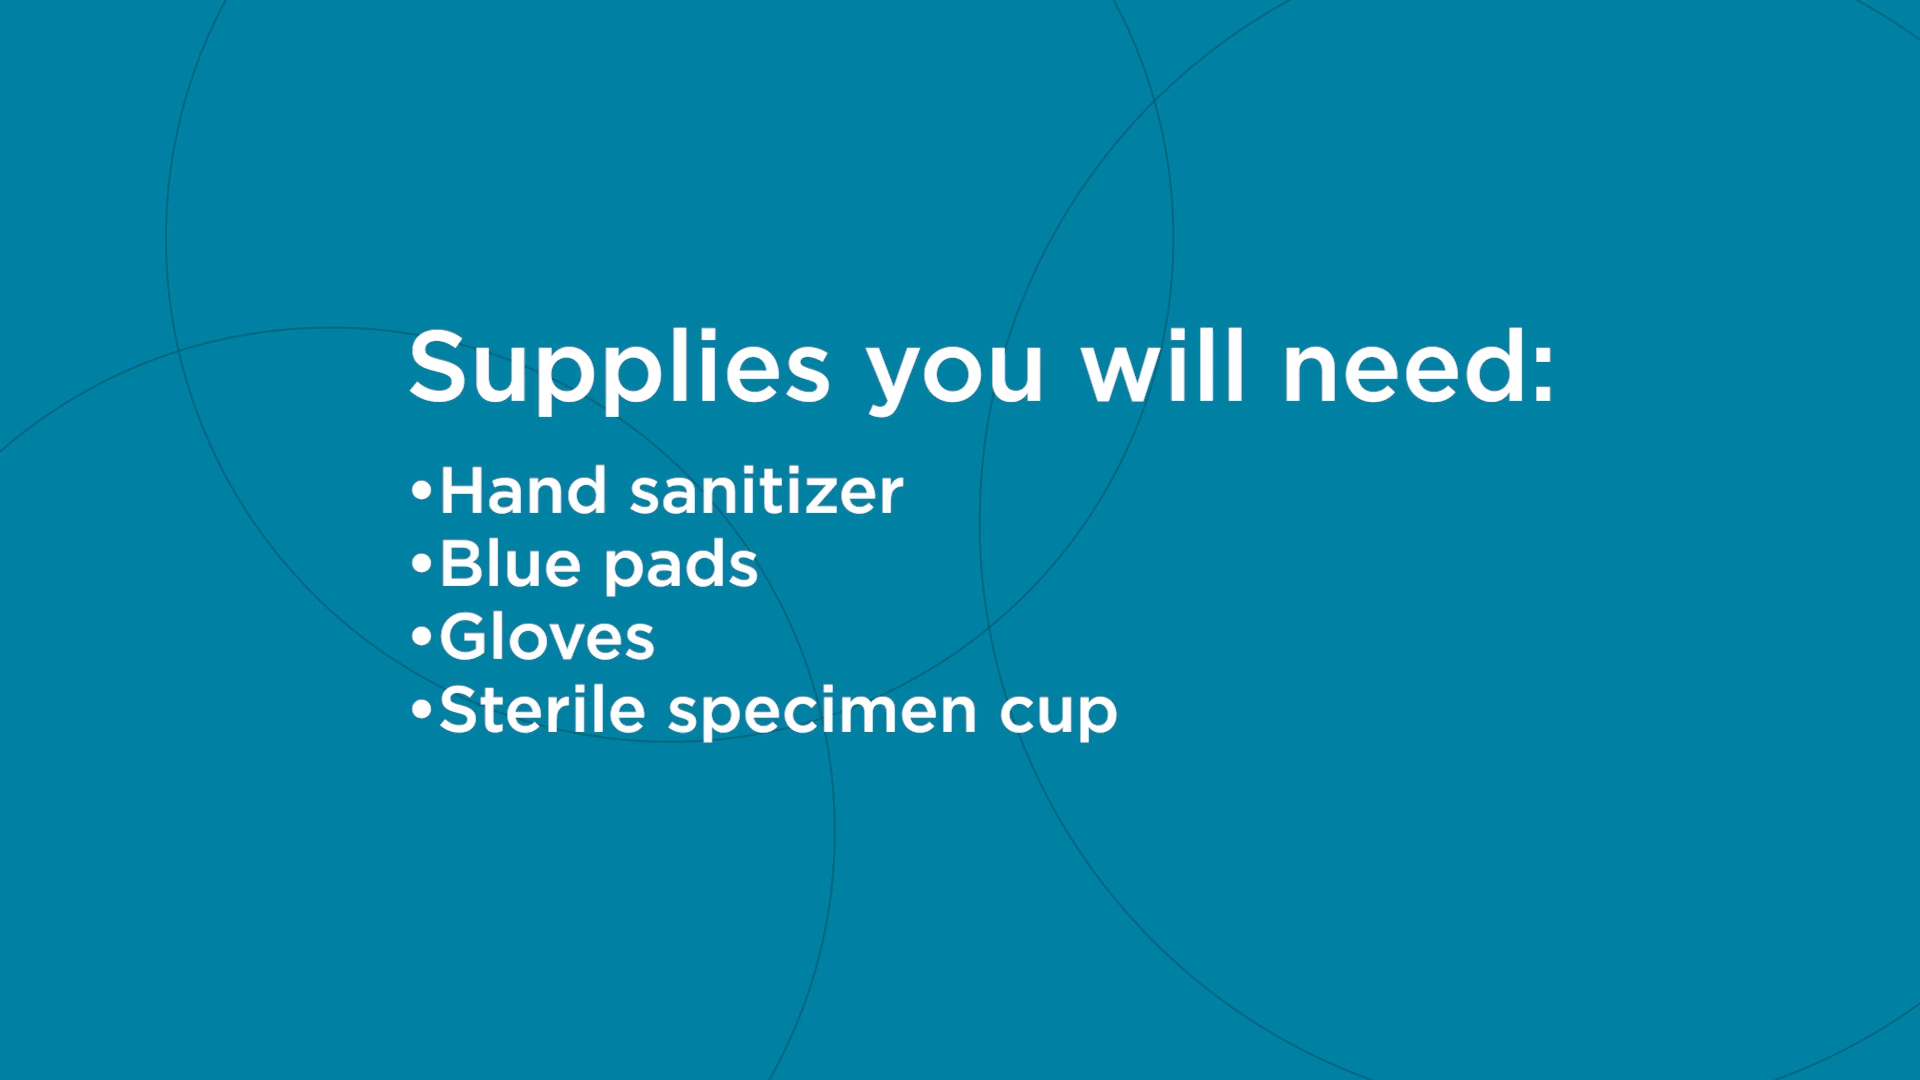 Supplies you will need:
•Hand sanitizer
•Blue pads
•Gloves
•Sterile specimen cup